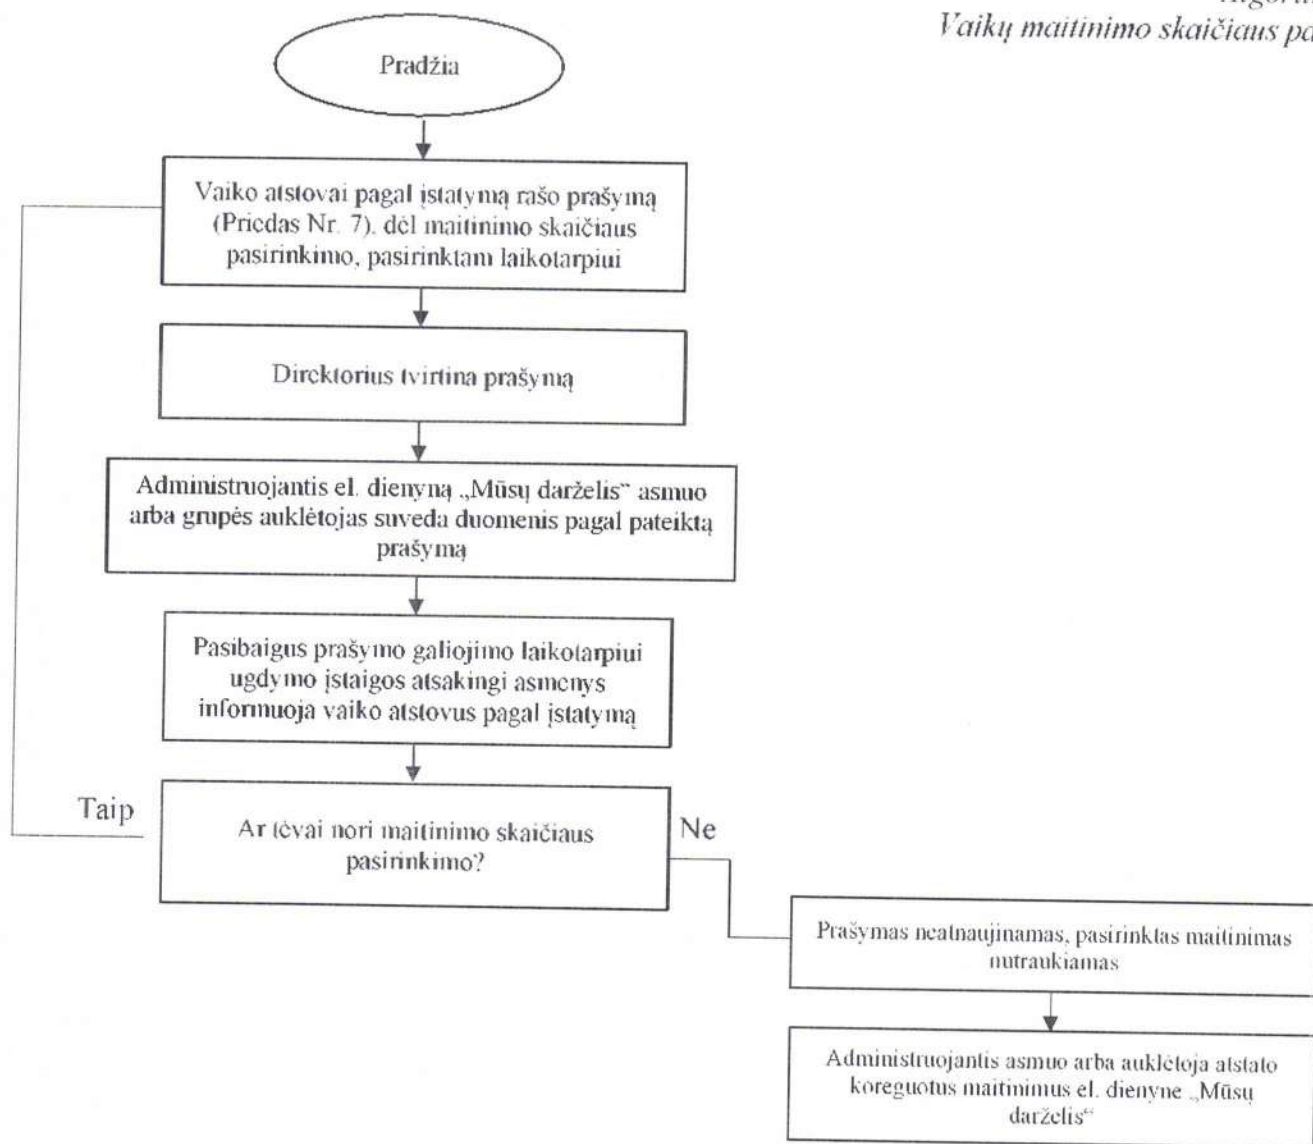 Vaikų maitinimo skaičiaus
Pradžia
Vaiko atstovai pagal įstatymą rašo prašymą
(Priedas Nr. 7). dėl maitinimo skaičiaus
pasirinkimo, pasirinktam laikotarpiui
Direktorius tvirtina prašymą
Administruojantis el. dienyną „Mūsų darželis“ asmuo
arba grupės auklėtojas suveda duomenis pagal pateiktą
prašymą
Pasibaigus prašymo galiojimo laikotarpiui
ugdymo įstaigos atsakingi asmenys
informuoja vaiko atstovus pagal įstatymą
Taip
Ar tėvai nori maitinimo skaičiaus
pasirinkimo?
Ne
Prašymas neatnaujinamas, pasirinktas maitinimas
nutraukiamas
Administruojantis asmuo arba auklėtoja atstato
koreguotus maitinimus el. dienyne „Mūsų
darželis“